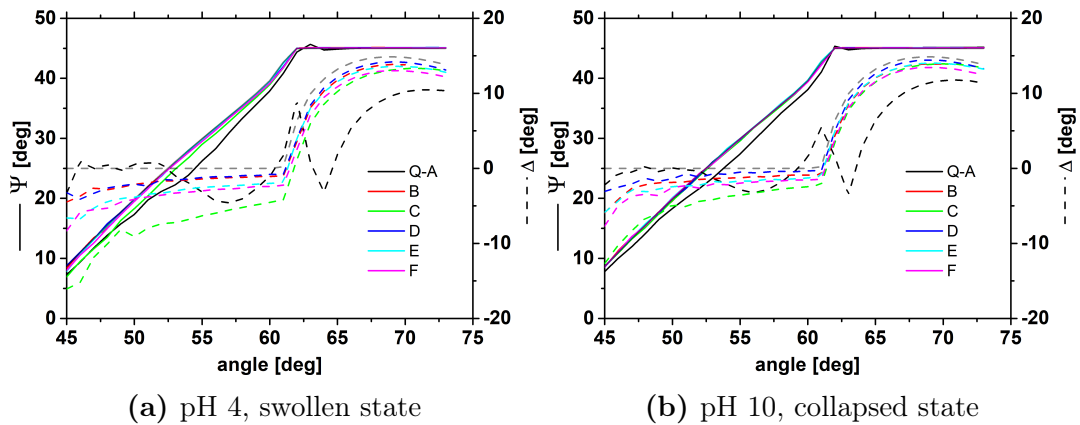 50
40
30
20
10
0
Ψ [deg]
20
10
0
-10
-20
--- Δ [deg]
45
50
55
60
65
70
75
angle [deg]
Q-A
B
C
D
E
F
(a) pH 4, swollen state
50
40
30
20
10
0
Ψ [deg]
20
10
0
-10
-20
--- Δ [deg]
45
50
55
60
65
70
75
angle [deg]
Q-A
B
C
D
E
F
(b) pH 10, collapsed state